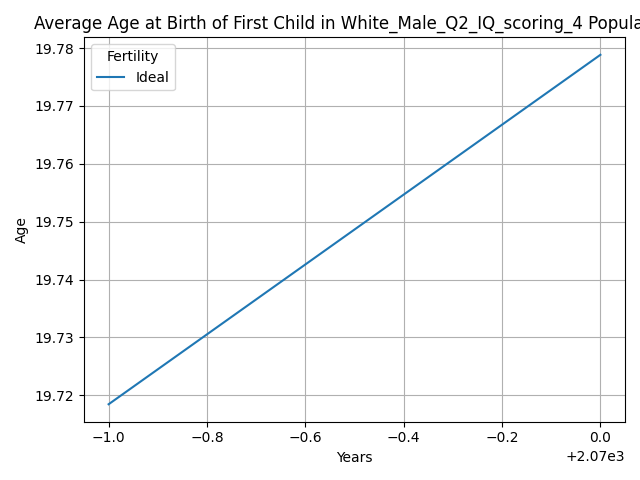 Average Age at Birth of First Child in White_Male_Q2_IQ_scoring_4 Popula
Fertility
Ideal
19.78
19.77
19.76
19.75
19.74
19.73
19.72
Age
−1.0 −0.8 −0.6 −0.4 −0.2 0.0
+2.07e3
Years